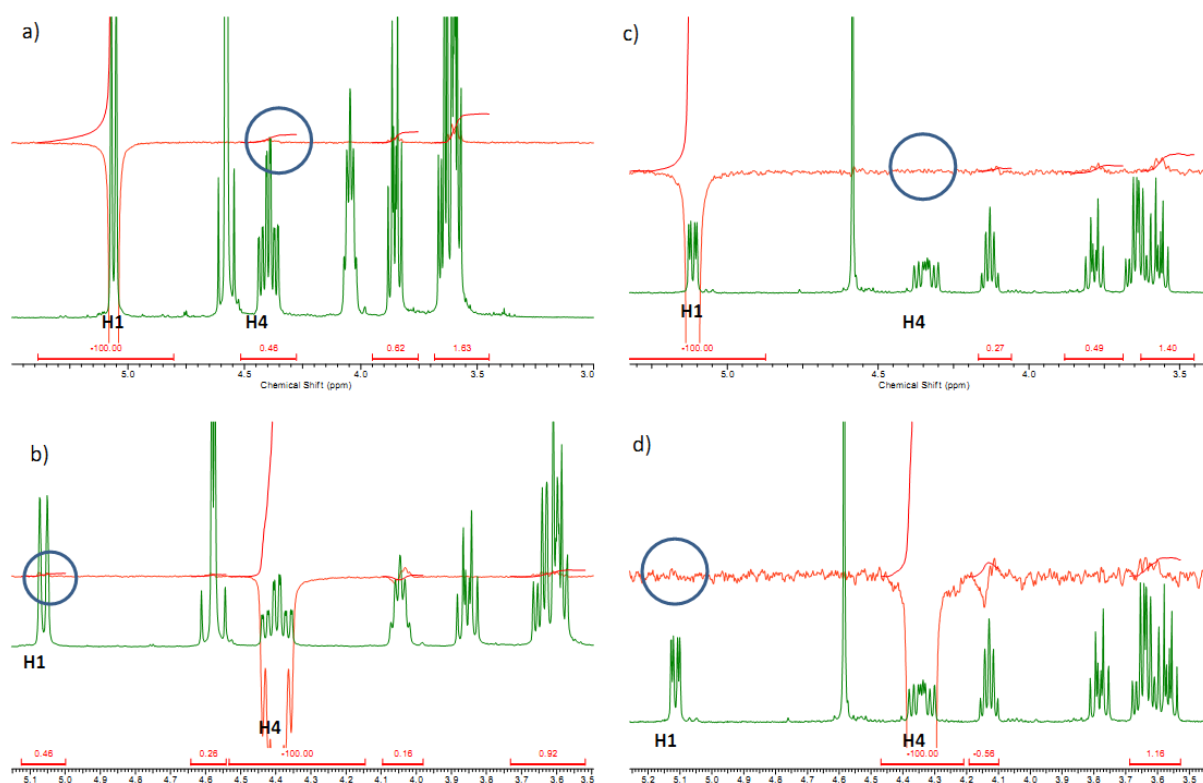 a)
H1
H4
-100.00
0.46
0.62
1.63
5.0
4.5
4.0
3.5
3.0
Chemical Shift (ppm)
c)
H1
H4
-100.00
0.27
0.49
1.40
5.0
4.5
4.0
3.5
Chemical Shift (ppm)
b)
H1
H4
0.46
0.26
-100.00
0.16
0.92
5.1 5.0 4.9 4.8 4.7 4.6 4.5 4.4 4.3 4.2 4.1 4.0 3.9 3.8 3.7 3.6 3.5
d)
H1
H4
-100.00
-0.56
1.16
5.2 5.1 5.0 4.9 4.8 4.7 4.6 4.5 4.4 4.3 4.2 4.1 4.0 3.9 3.8 3.7 3.6 3.5